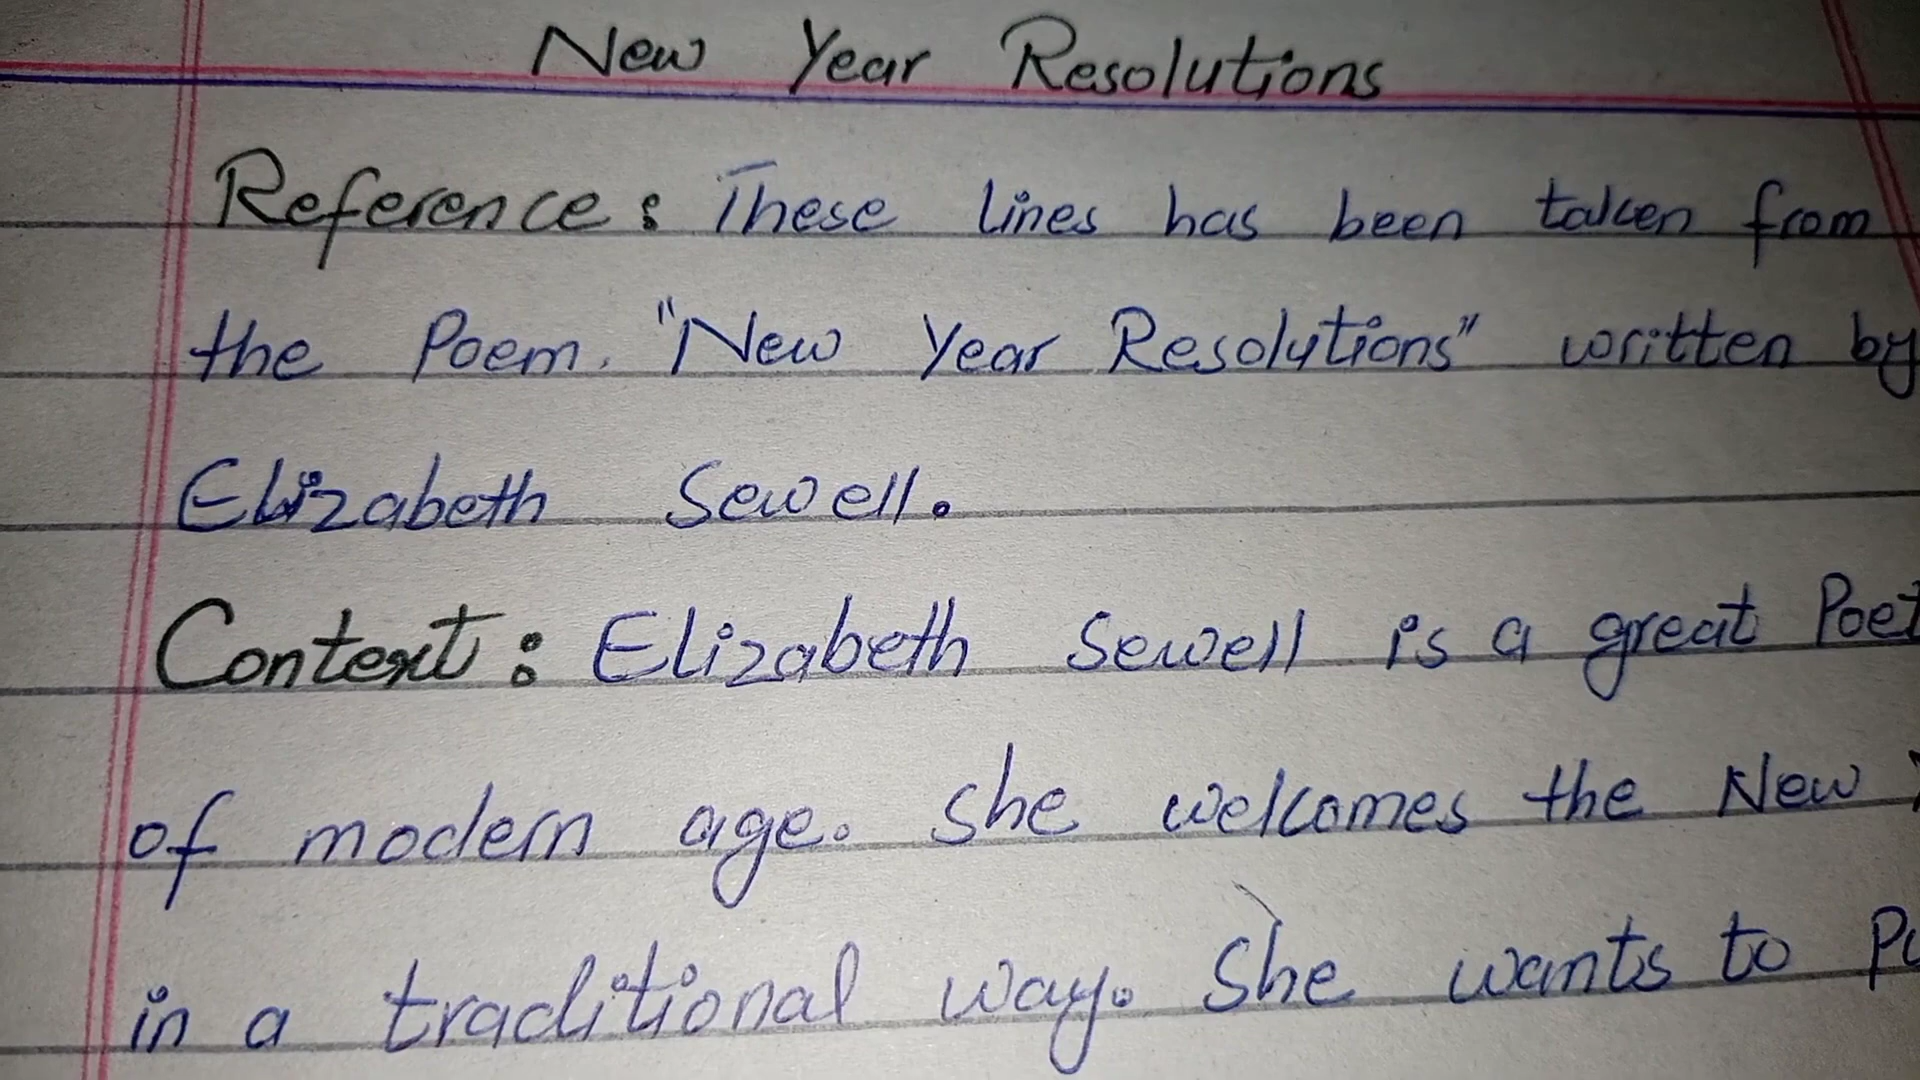 New Year Resolutions
Reference: These lines has been taken from
the Poem. "New Year Resolutions" written by
Elizabeth Sewell.
Context: Elizabeth Sewell is a great Poet
of modern age. She welcomes the New
in a traditional way. She wants to